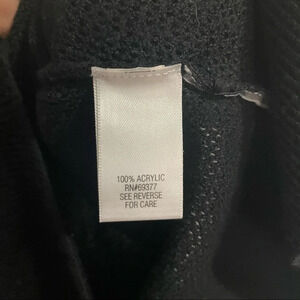 100% ACRYLIC
RN#69377
SEE REVERSE
FOR CARE